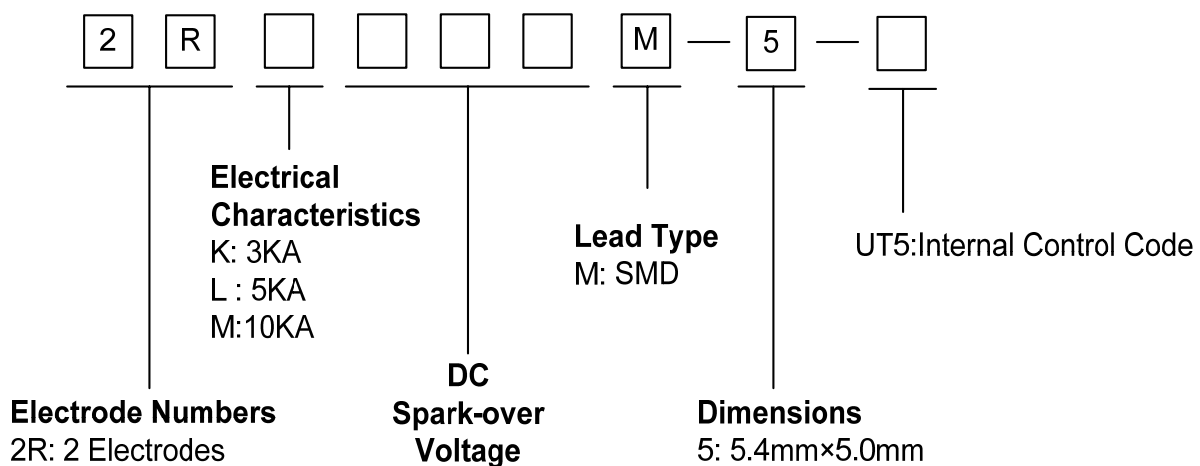 2 R M — 5 —
Electrical
Characteristics
K: 3KA
L : 5KA
M:10KA
Lead Type
M: SMD
UT5:Internal Control Code
Electrode Numbers
2R: 2 Electrodes
DC
Spark-over
Voltage
Dimensions
5: 5.4mm×5.0mm